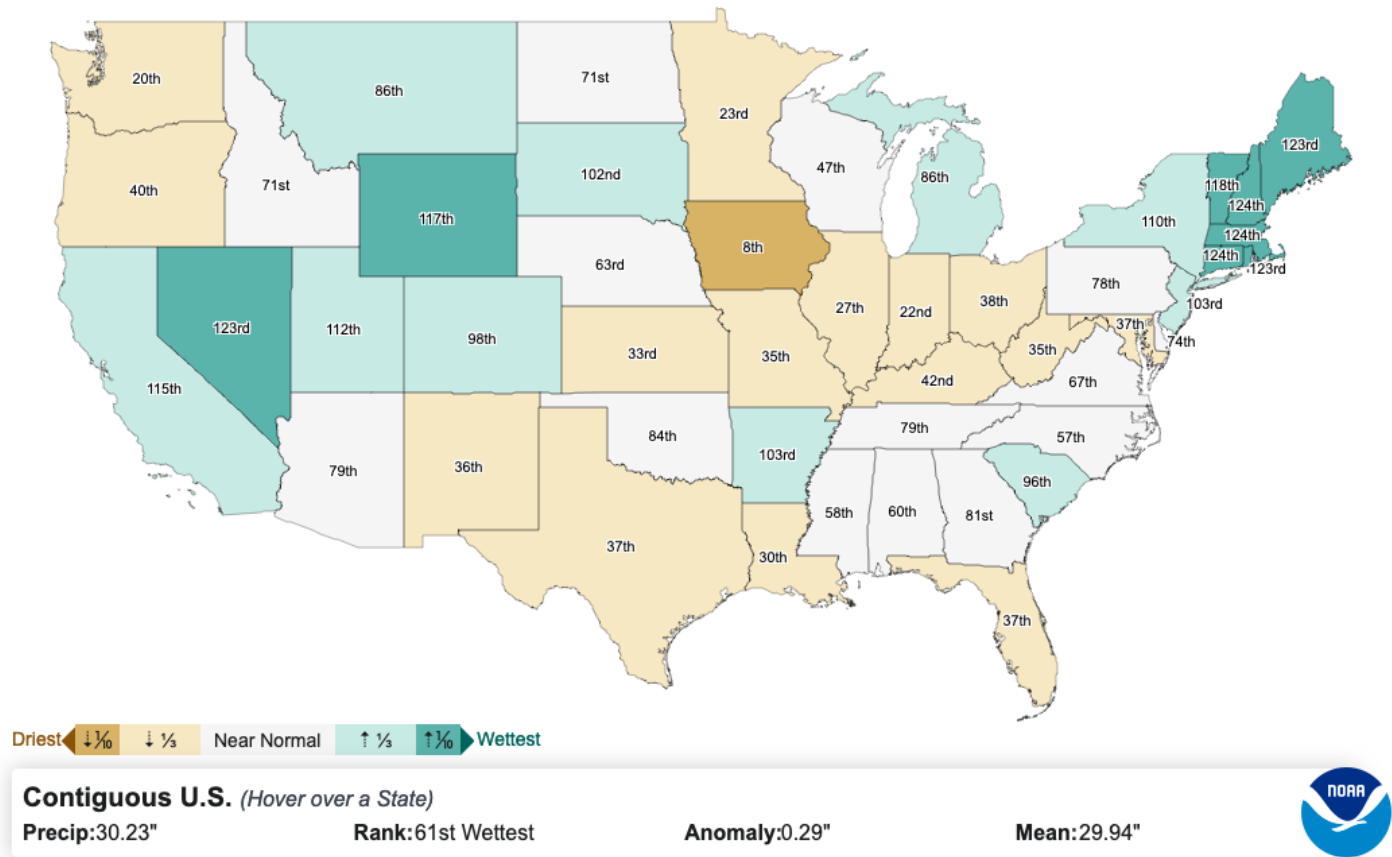 20th
86th
71st
23rd
123rd
40th
71st
102nd
47th
86th
118th
124th
117th
110th
124th
8th
124th
123rd
63rd
78th
103rd
123rd
112th
98th
27th
22nd
38th
37th
74th
33rd
35th
35th
115th
42nd
67th
84th
79th
57th
79th
36th
103rd
96th
58th
60th
81st
37th
30th
37th
Driest ↓⅒ ↓ ⅓ Near Normal ↑ ⅓ ↑⅒ Wettest
Contiguous U.S. (Hover over a State)
Precip:30.23" Rank:61st Wettest Anomaly:0.29" Mean:29.94"
NOAA